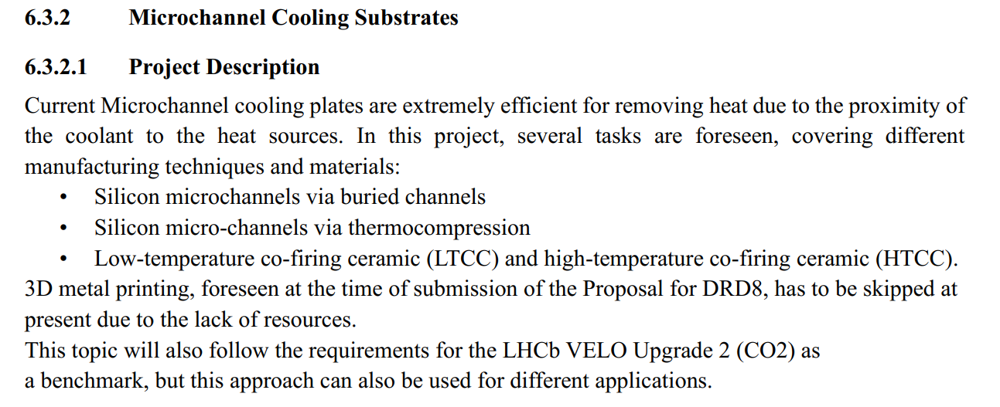 6.3.2 Microchannel Cooling Substrates
6.3.2.1 Project Description
Current Microchannel cooling plates are extremely efficient for removing heat due to the proximity of
the coolant to the heat sources. In this project, several tasks are foreseen, covering different
manufacturing techniques and materials:
• Silicon microchannels via buried channels
• Silicon micro-channels via thermocompression
• Low-temperature co-firing ceramic (LTCC) and high-temperature co-firing ceramic (HTCC).
3D metal printing, foreseen at the time of submission of the Proposal for DRD8, has to be skipped at
present due to the lack of resources.
This topic will also follow the requirements for the LHCb VELO Upgrade 2 (CO2) as
a benchmark, but this approach can also be used for different applications.